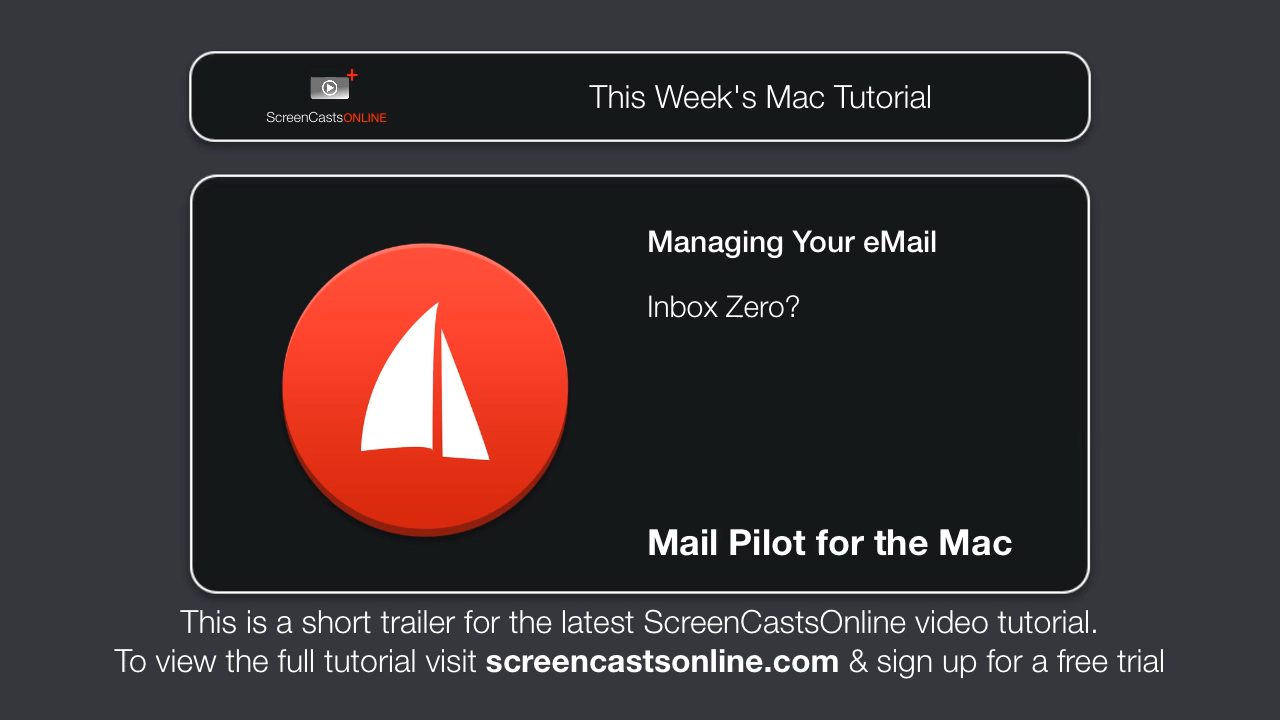 ScreenCastsONLINE
This Week's Mac Tutorial
Managing Your eMail
Inbox Zero?
Mail Pilot for the Mac
This is a short trailer for the latest ScreenCastsOnline video tutorial.
To view the full tutorial visit screencastsonline.com & sign up for a free trial